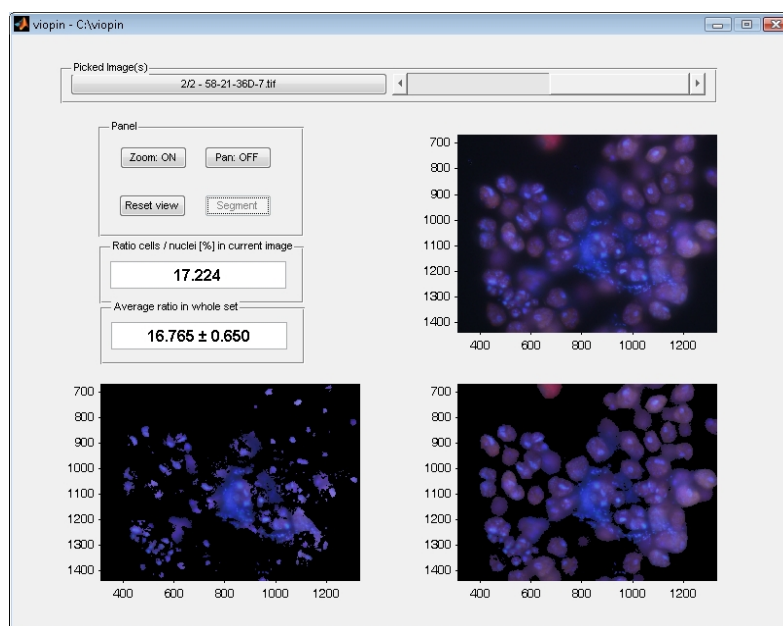 viopin - C:\viopin
Picked Image(s)
2/2 - 58-21-36D-7.tif
Panel
Zoom: ON Pan: OFF
Reset view Segment
Ratio cells / nuclei [%] in current image
17.224
Average ratio in whole set
16.765 ± 0.650
700
800
900
1000
1100
1200
1300
1400
400 600 800 1000 1200
700
800
900
1000
1100
1200
1300
1400
400 600 800 1000 1200
700
800
900
1000
1100
1200
1300
1400
400 600 800 1000 1200